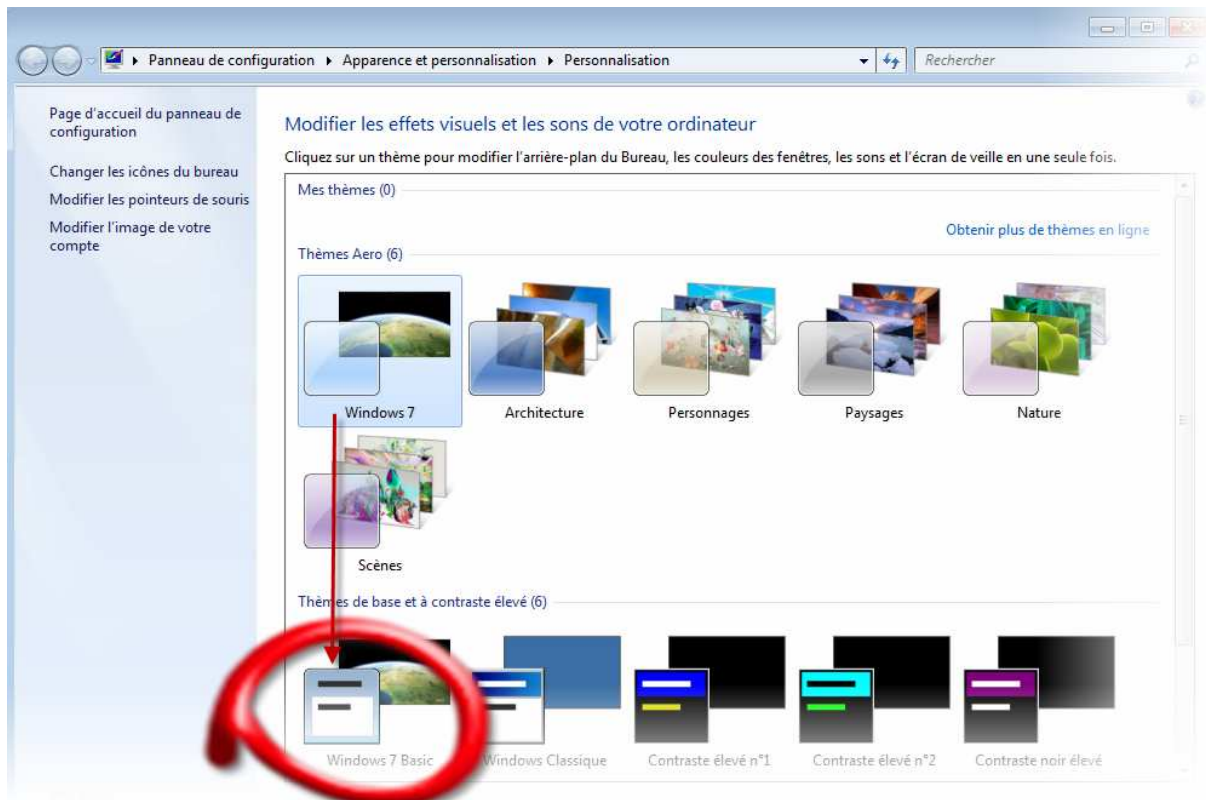 Panneau de configuration ▸ Apparence et personnalisation ▸ Personnalisation
Rechercher
Page d'accueil du panneau de
configuration
Changer les icônes du bureau
Modifier les pointeurs de souris
Modifier l'image de votre
compte
Modifier les effets visuels et les sons de votre ordinateur
Cliquez sur un thème pour modifier l'arrière-plan du Bureau, les couleurs des fenêtres, les sons et l'écran de veille en une seule fois.
Mes thèmes (0)
Obtenir plus de thèmes en ligne
Thèmes Aero (6)
Windows 7
Architecture
Personnages
Paysages
Nature
Scènes
Thèmes de base et à contraste élevé (6)
Windows 7 Basic
Windows Classique
Contraste élevé n°1
Contraste élevé n°2
Contraste noir élevé